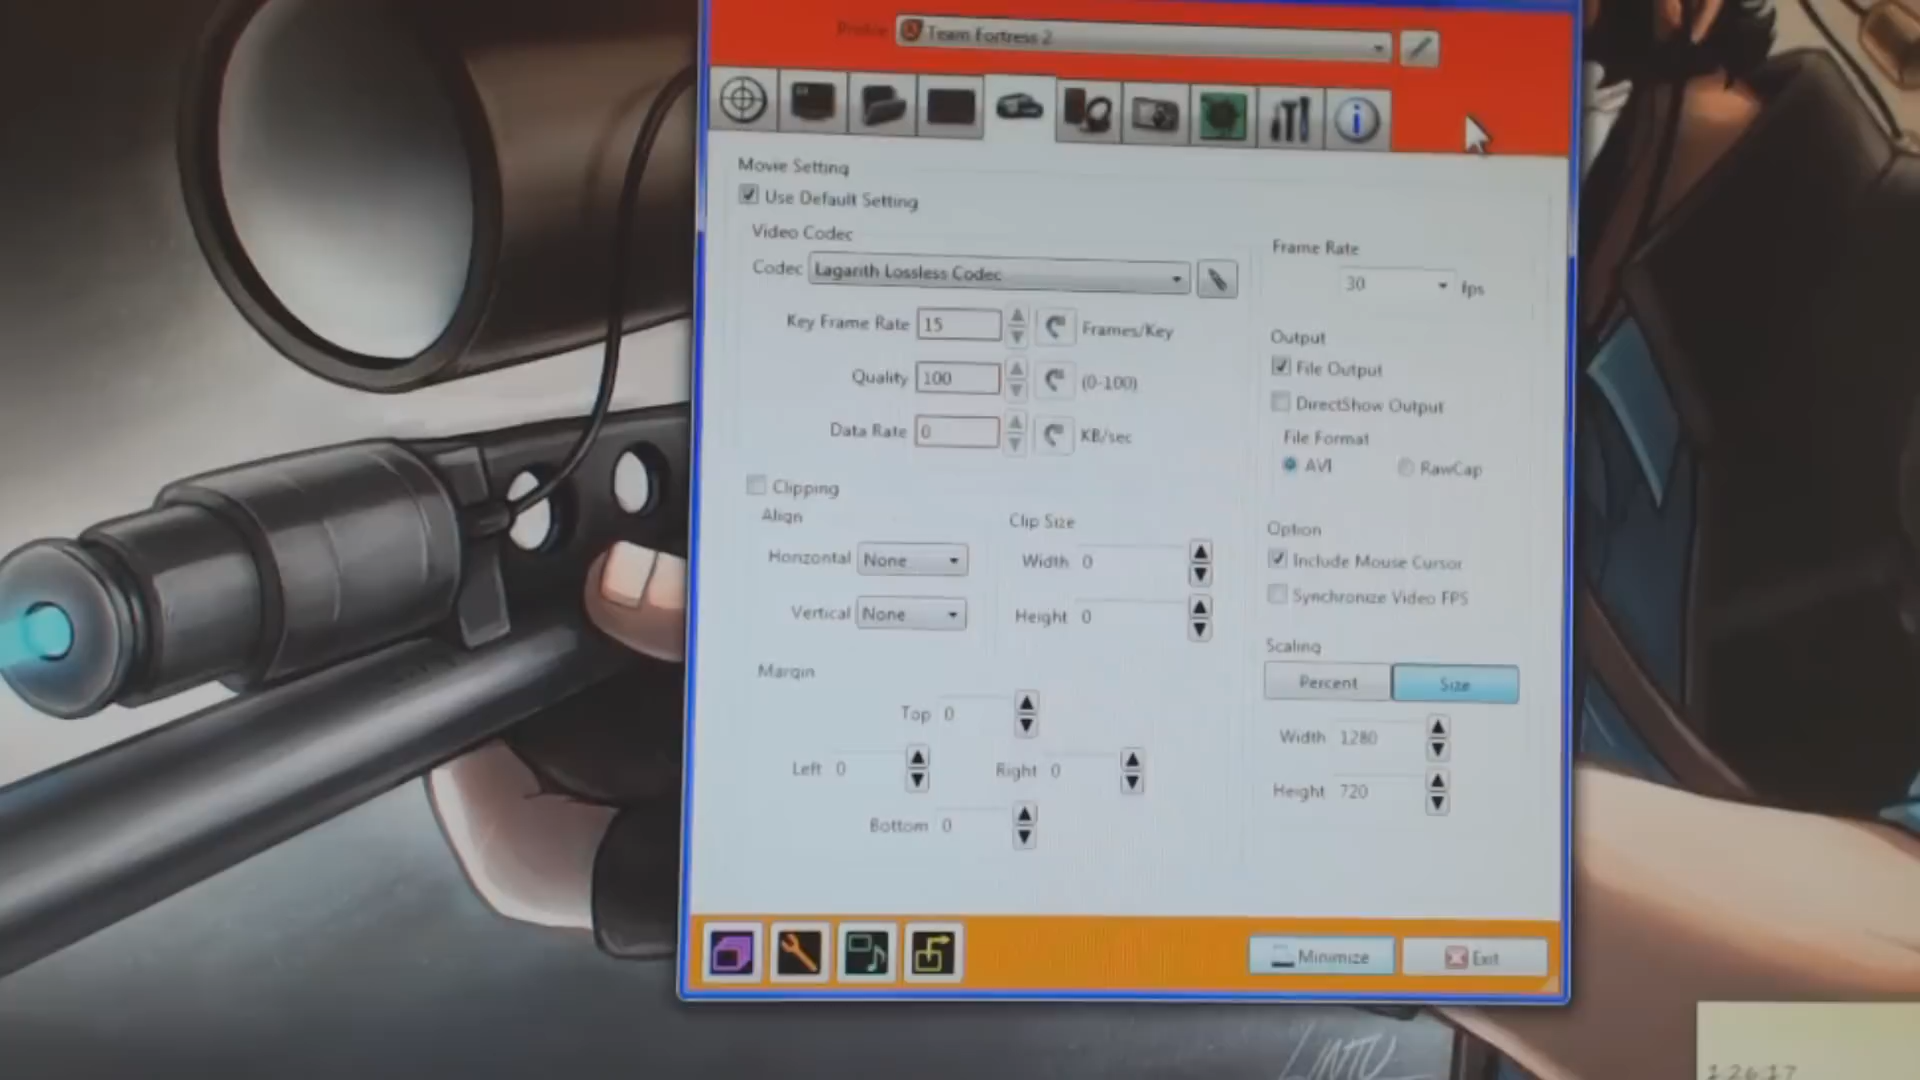 Profile Team Fortress 2
Movie Setting
Use Default Setting
Video Codec
Codec Lagarith Lossless Codec
Key Frame Rate 15 Frames/Key
Quality 100 (0-100)
Data Rate 0 KB/sec
Frame Rate
30 fps
Output
File Output
DirectShow Output
File Format
AVI RawCap
Clipping
Align
Horizontal None
Vertical None
Clip Size
Width 0
Height 0
Margin
Top 0
Left 0 Right 0
Bottom 0
Option
Include Mouse Cursor
Synchronize Video FPS
Scaling
Percent Size
Width 1280
Height 720
Minimize Exit
1:26:17